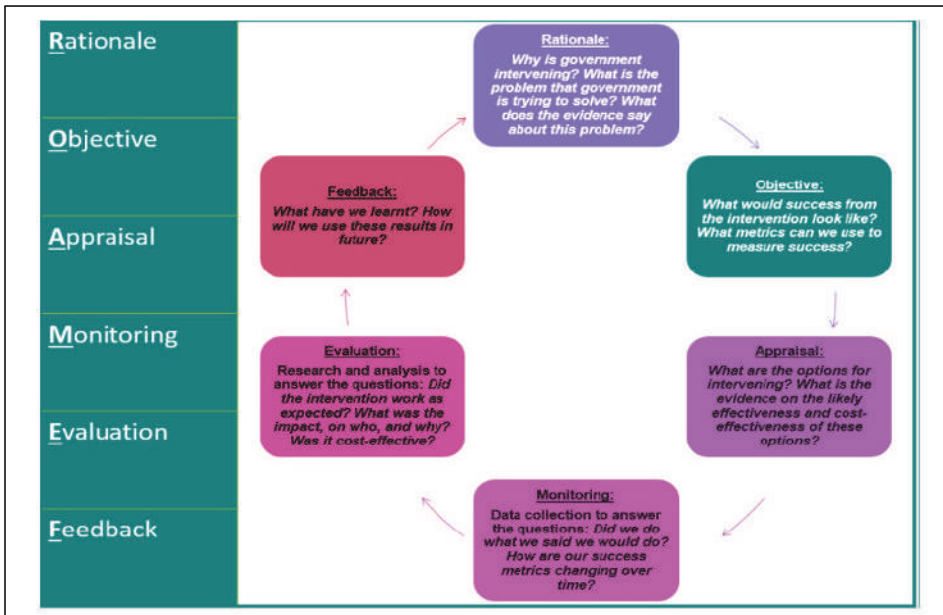 Rationale
Objective
Appraisal
Monitoring
Evaluation
Feedback
Rationale:
Why is government
intervening? What is the
problem that government
is trying to solve? What
does the evidence say
about this problem?
Objective:
What would success from
the intervention look like?
What metrics can we use to
measure success?
Appraisal:
What are the options for
intervening? What is the
evidence on the likely
effectiveness and cost-
effectiveness of these
options?
Monitoring:
Data collection to answer
the questions: Did we do
what we said we would do?
How are our success
metrics changing over
time?
Evaluation:
Research and analysis to
answer the questions: Did
the intervention work as
expected? What was the
impact, on who, and why?
Was it cost-effective?
Feedback:
What have we learnt? How
will we use these results in
future?